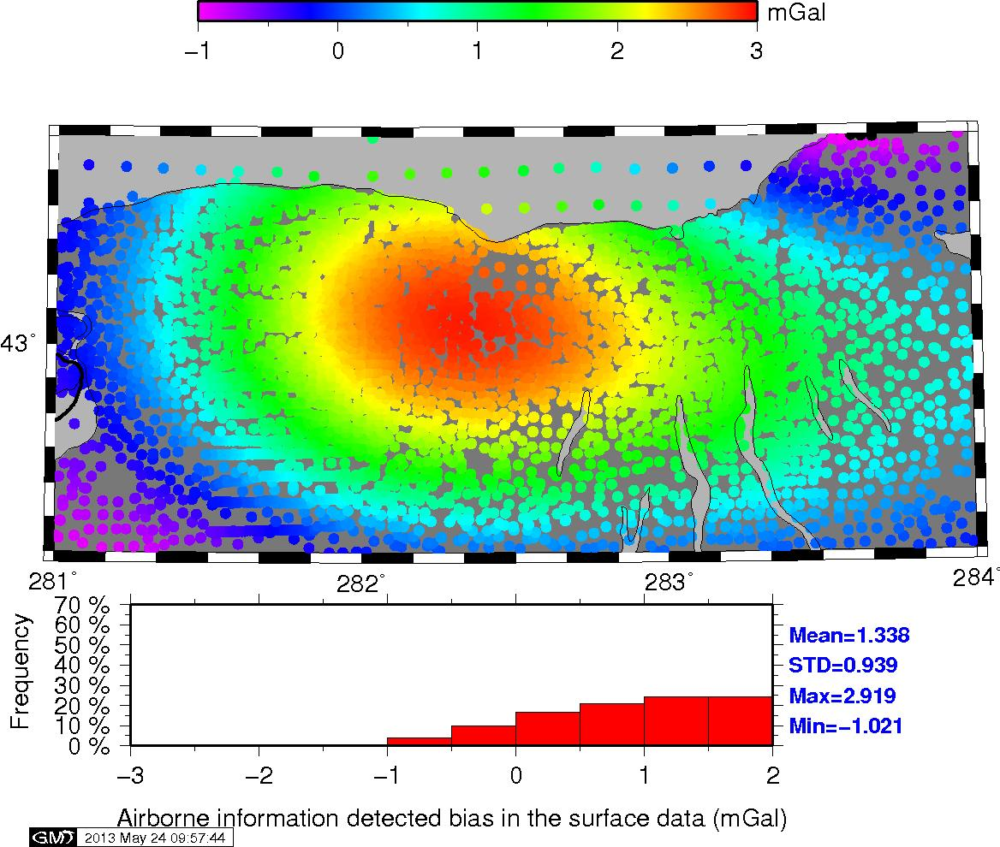 mGal
−1 0 1 2 3
43°
281° 282° 283° 284°
Frequency
70 %
60 %
50 %
40 %
30 %
20 %
10 %
0 %
Mean=1.338
STD=0.939
Max=2.919
Min=−1.021
−3 −2 −1 0 1 2
Airborne information detected bias in the surface data (mGal)
GMT 2013 May 24 09:57:44